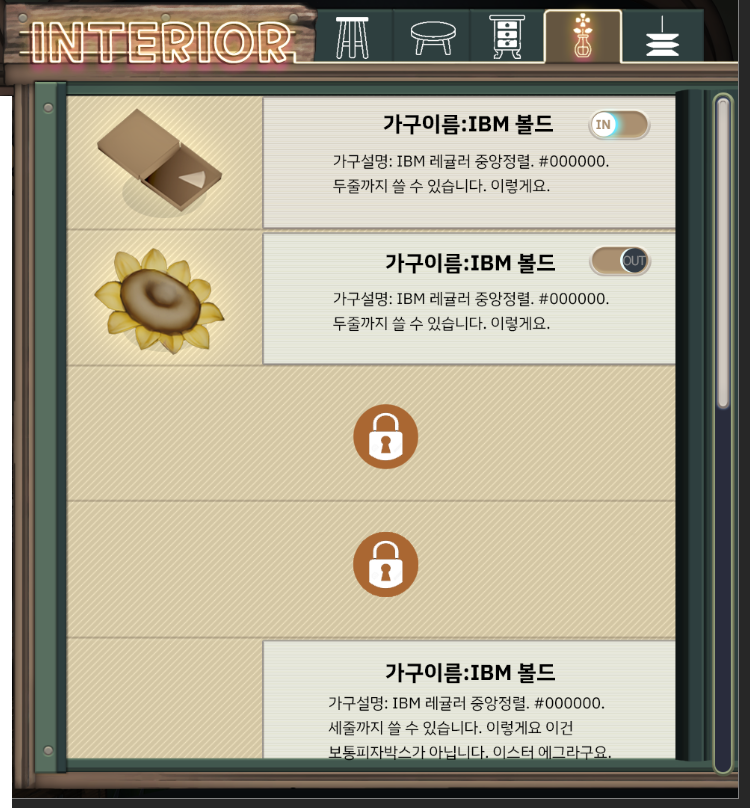 INTERIOR
가구이름:IBM 볼드
IN
가구설명: IBM 레귤러 중앙정렬. #000000.
두줄까지 쓸 수 있습니다. 이렇게요.
가구이름:IBM 볼드
OUT
가구설명: IBM 레귤러 중앙정렬. #000000.
두줄까지 쓸 수 있습니다. 이렇게요.
가구이름:IBM 볼드
가구설명: IBM 레귤러 중앙정렬. #000000.
세줄까지 쓸 수 있습니다. 이렇게요 이건
보통피자박스가 아닙니다. 이스터 에그라구요.